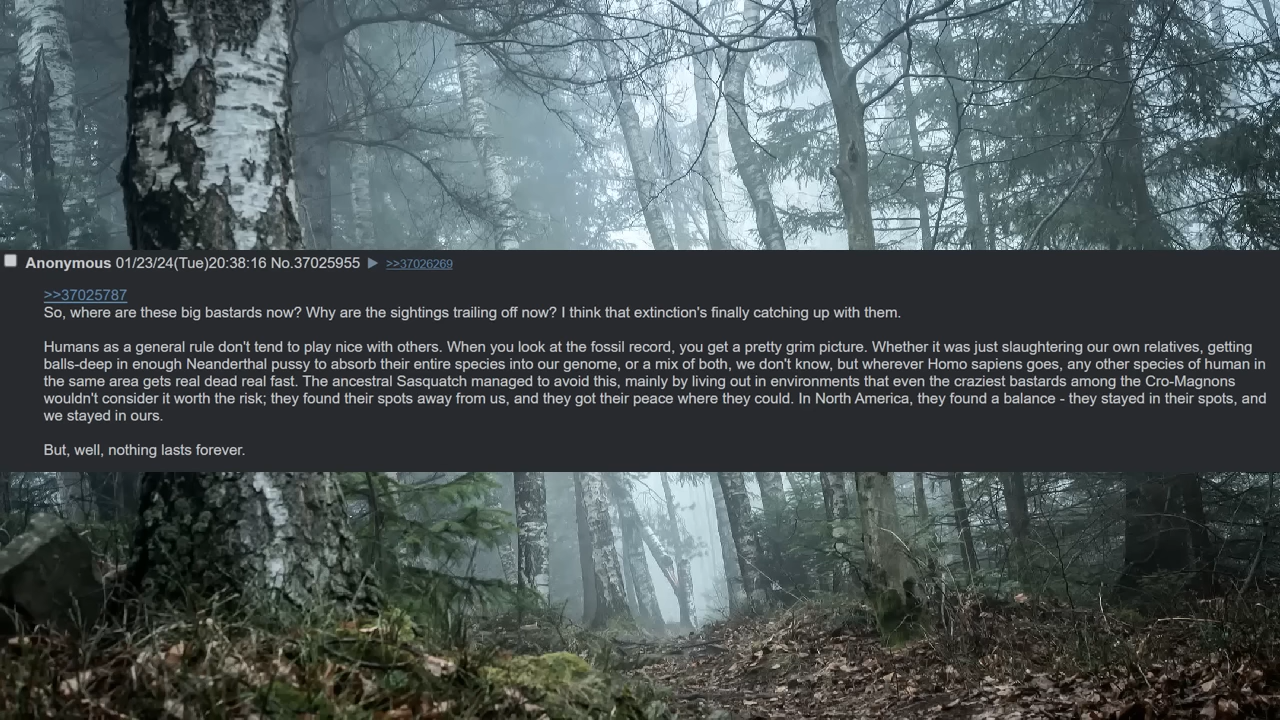 Anonymous 01/23/24(Tue)20:38:16 No.37025955 ▶ >>37026269
>>37025787
So, where are these big bastards now? Why are the sightings trailing off now? I think that extinction's finally catching up with them.
Humans as a general rule don't tend to play nice with others. When you look at the fossil record, you get a pretty grim picture. Whether it was just slaughtering our own relatives, getting
balls-deep in enough Neanderthal pussy to absorb their entire species into our genome, or a mix of both, we don't know, but wherever Homo sapiens goes, any other species of human in
the same area gets real dead real fast. The ancestral Sasquatch managed to avoid this, mainly by living out in environments that even the craziest bastards among the Cro-Magnons
wouldn't consider it worth the risk; they found their spots away from us, and they got their peace where they could. In North America, they found a balance - they stayed in their spots, and
we stayed in ours.
But, well, nothing lasts forever.